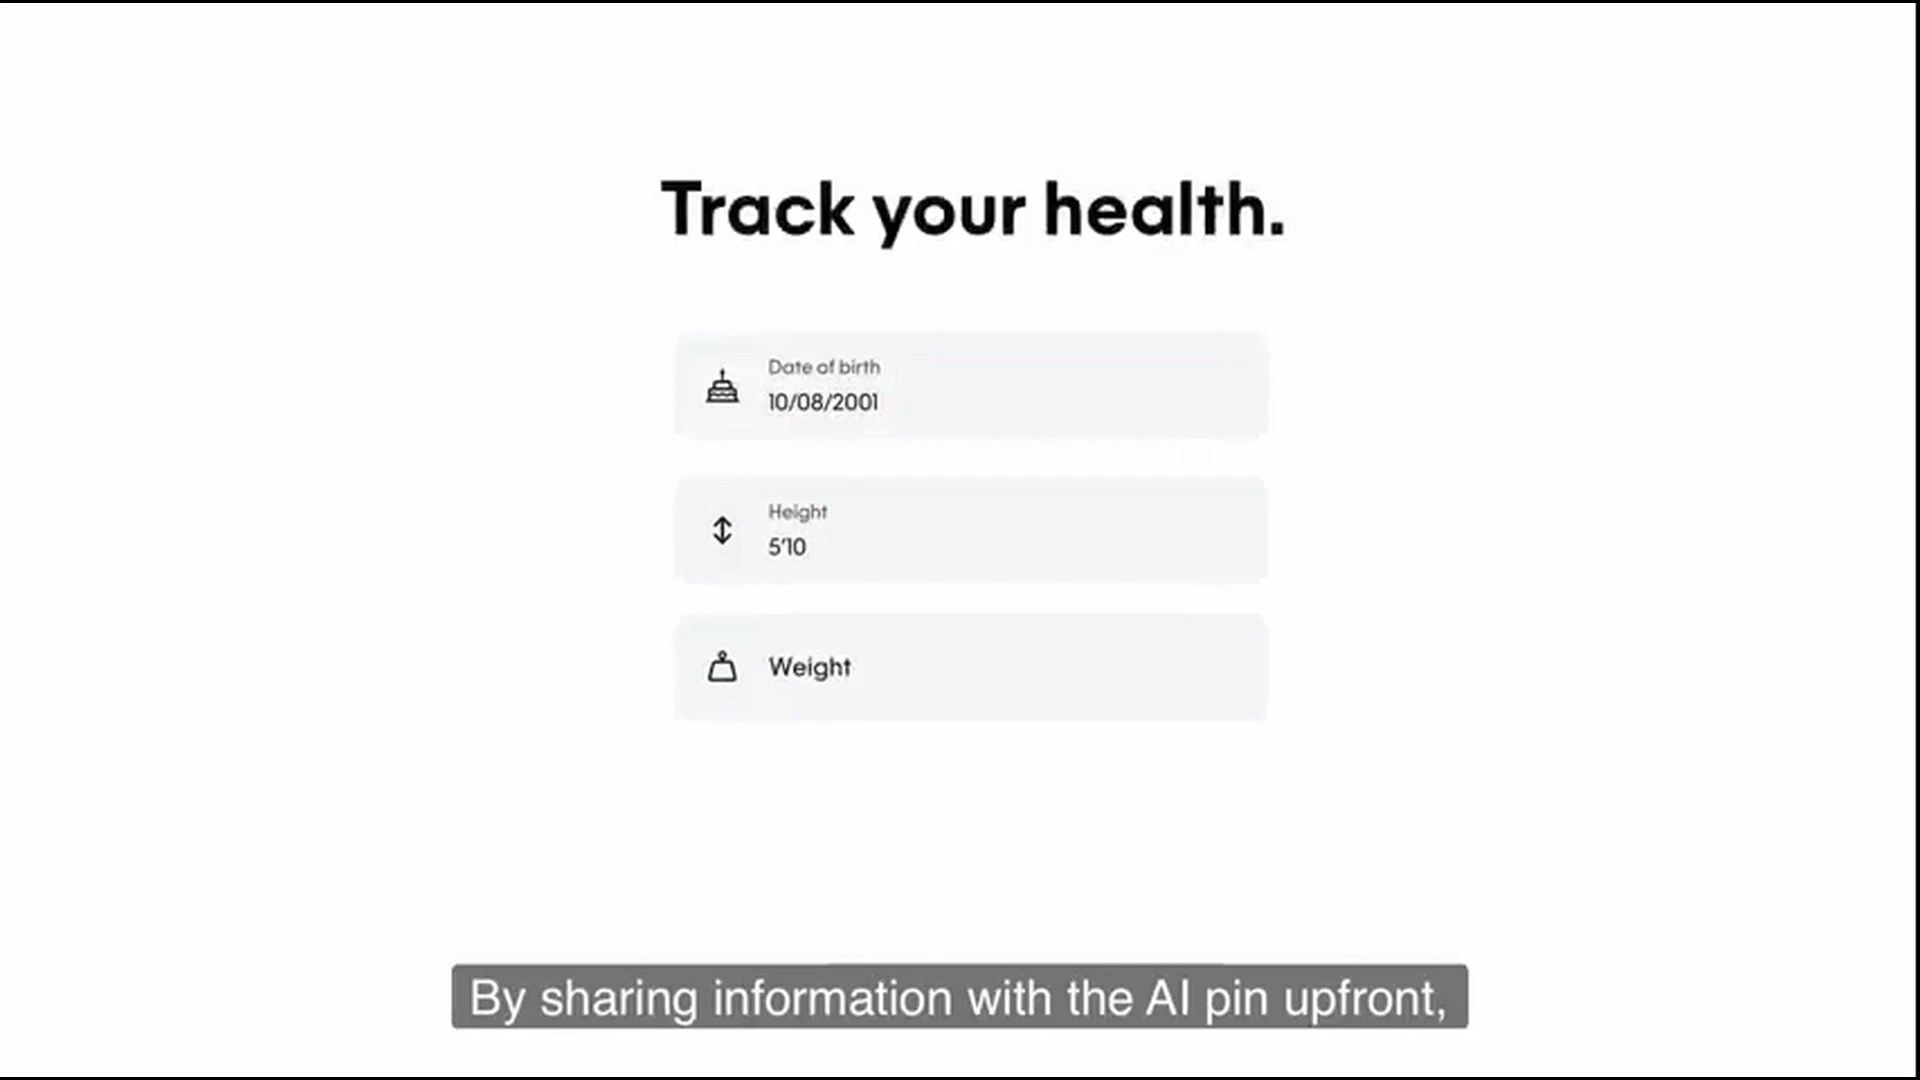 Track your health.
Date of birth
10/08/2001
Height
5'10
Weight
By sharing information with the AI pin upfront,